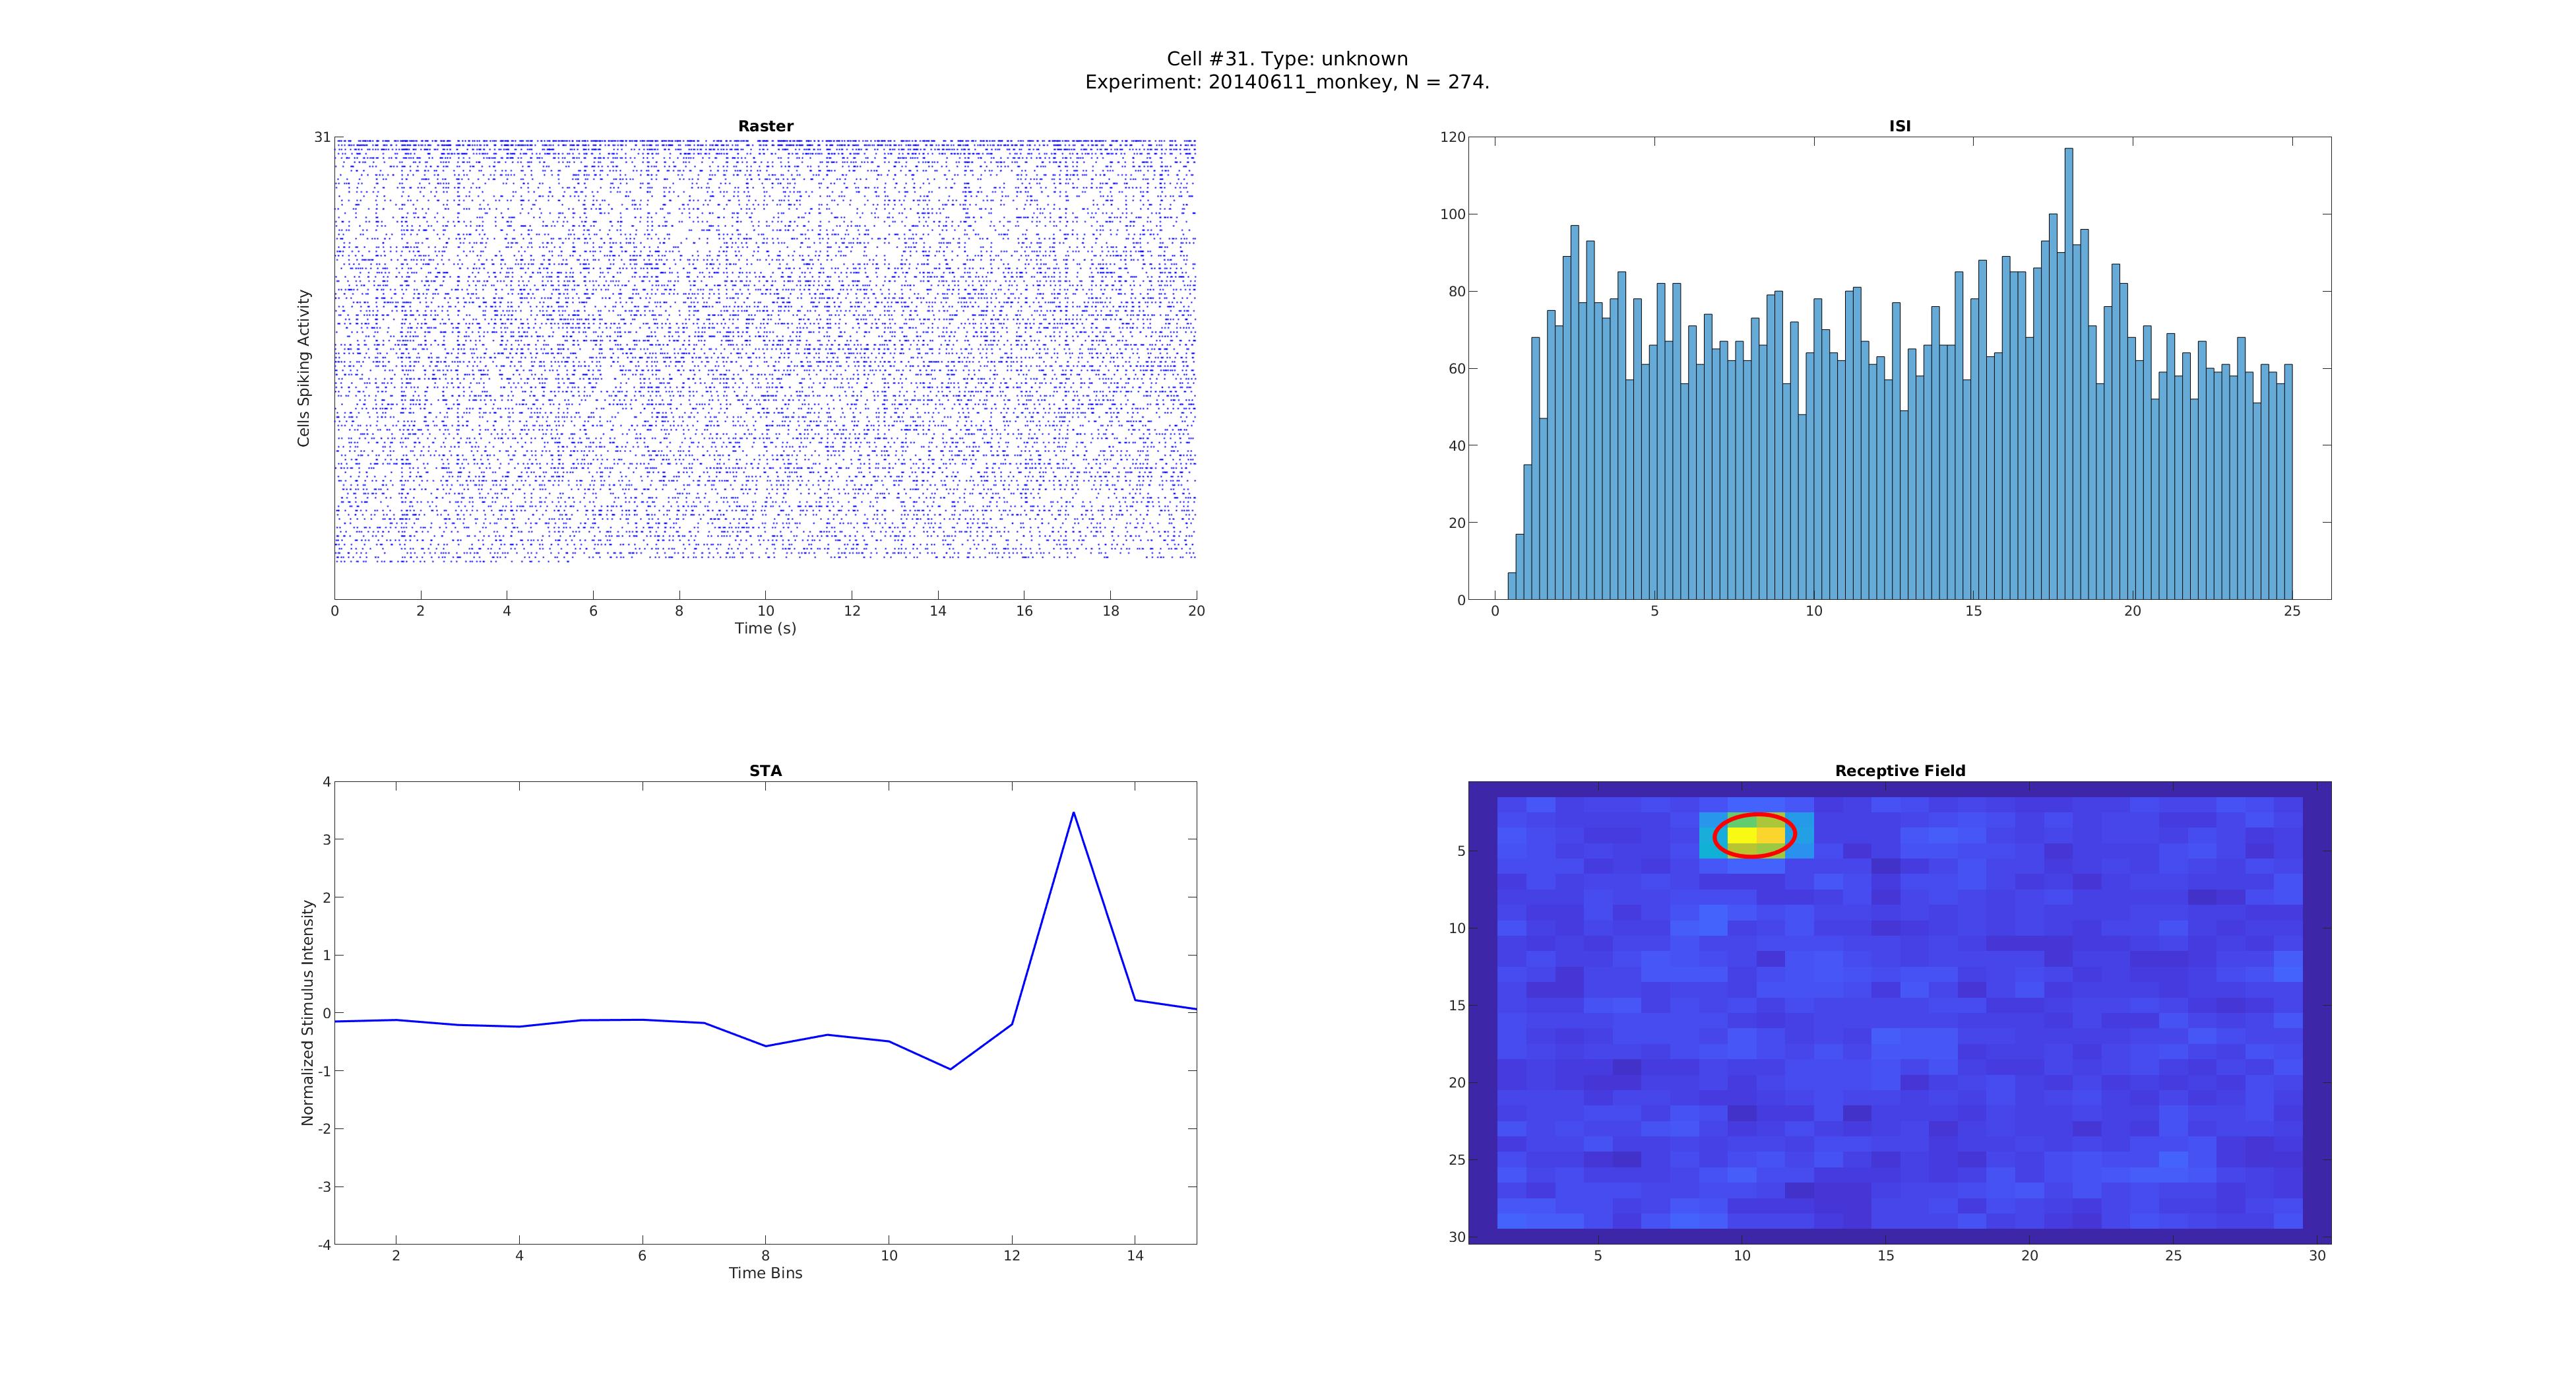 Cell #31. Type: unknown
Experiment: 20140611_monkey, N = 274.
Raster
31
Cells Spiking Activity
0 2 4 6 8 10 12 14 16 18 20
Time (s)
ISI
120
100
80
60
40
20
0
0 5 10 15 20 25
STA
4
3
2
1
0
-1
-2
-3
-4
Normalized Stimulus Intensity
2 4 6 8 10 12 14
Time Bins
Receptive Field
5
10
15
20
25
30
5 10 15 20 25 30